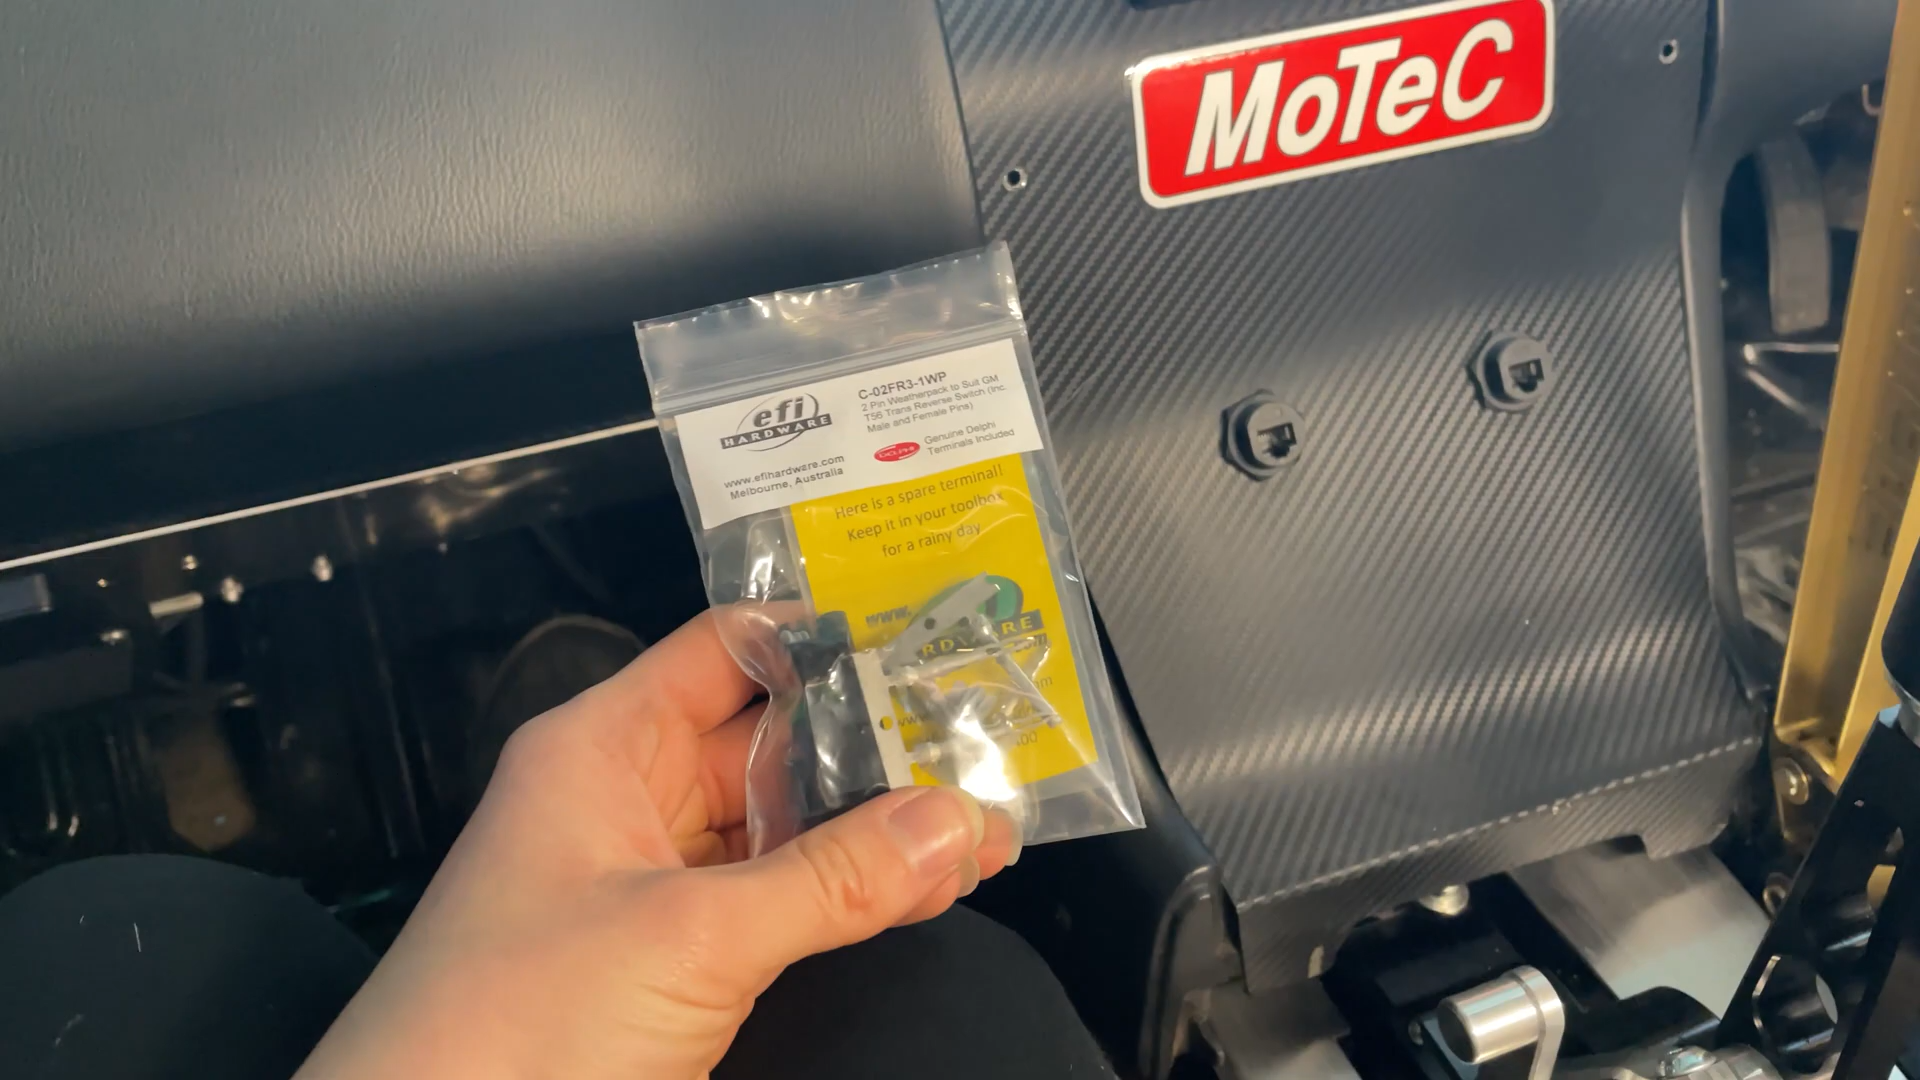 MoTeC
efi
HARDWARE
www.efihardware.com
Melbourne, Australia
C-02FR3-1WP
2 Pin Weatherpack to Suit GM
T56 Trans Reverse Switch (Inc.
Male and Female Pins)
DELPHI
Genuine Delphi
Terminals Included
Here is a spare terminal!
Keep it in your toolbox
for a rainy day
www.